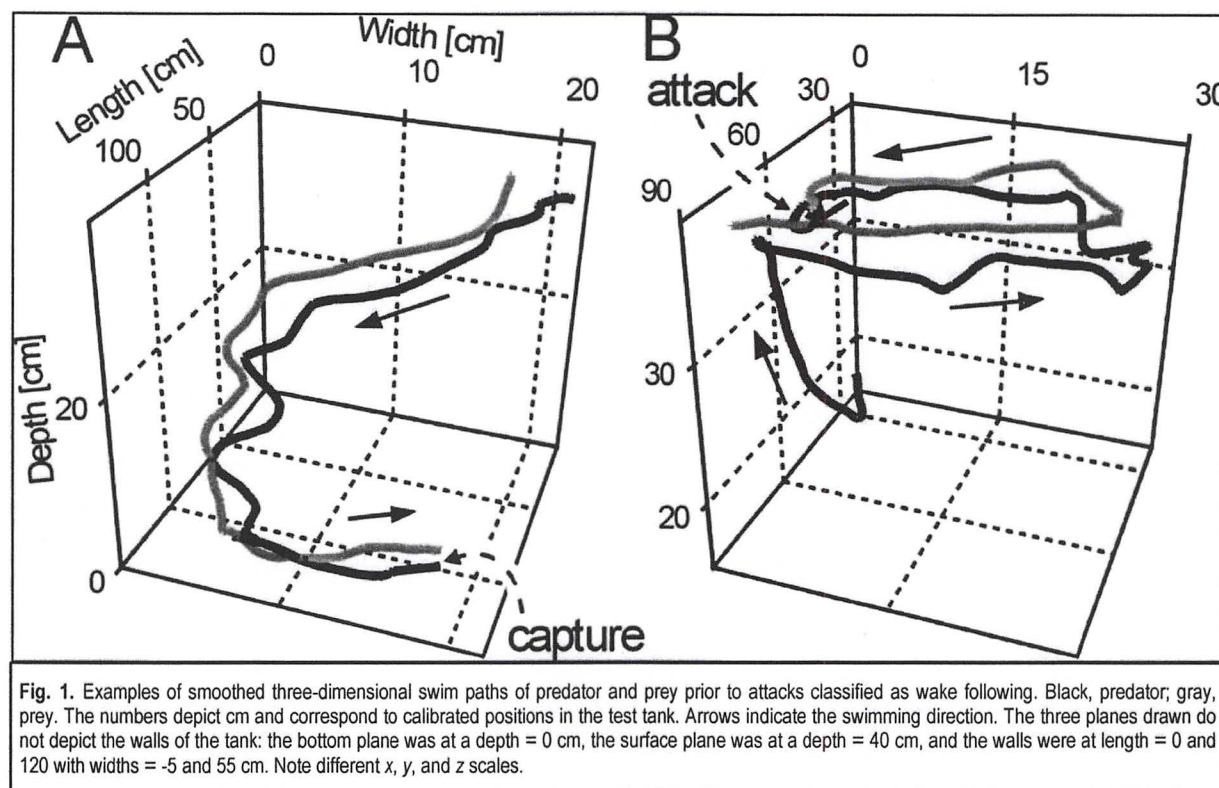 A
Width [cm]
0
10
20
Length [cm]
50
100
Depth [cm]
20
0
capture
B
attack
0
15
30
30
60
90
30
20
Fig. 1. Examples of smoothed three-dimensional swim paths of predator and prey prior to attacks classified as wake following. Black, predator; gray,
prey. The numbers depict cm and correspond to calibrated positions in the test tank. Arrows indicate the swimming direction. The three planes drawn do
not depict the walls of the tank: the bottom plane was at a depth = 0 cm, the surface plane was at a depth = 40 cm, and the walls were at length = 0 and
120 with widths = -5 and 55 cm. Note different x, y, and z scales.